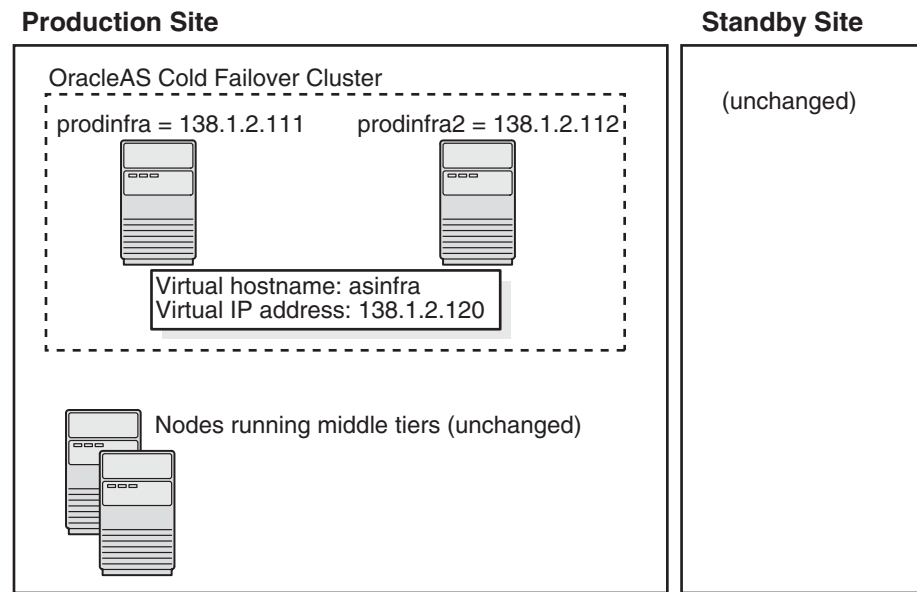 Production Site
Standby Site
OracleAS Cold Failover Cluster
prodinfra = 138.1.2.111
prodinfra2 = 138.1.2.112
Virtual hostname: asinfra
Virtual IP address: 138.1.2.120
Nodes running middle tiers (unchanged)
(unchanged)